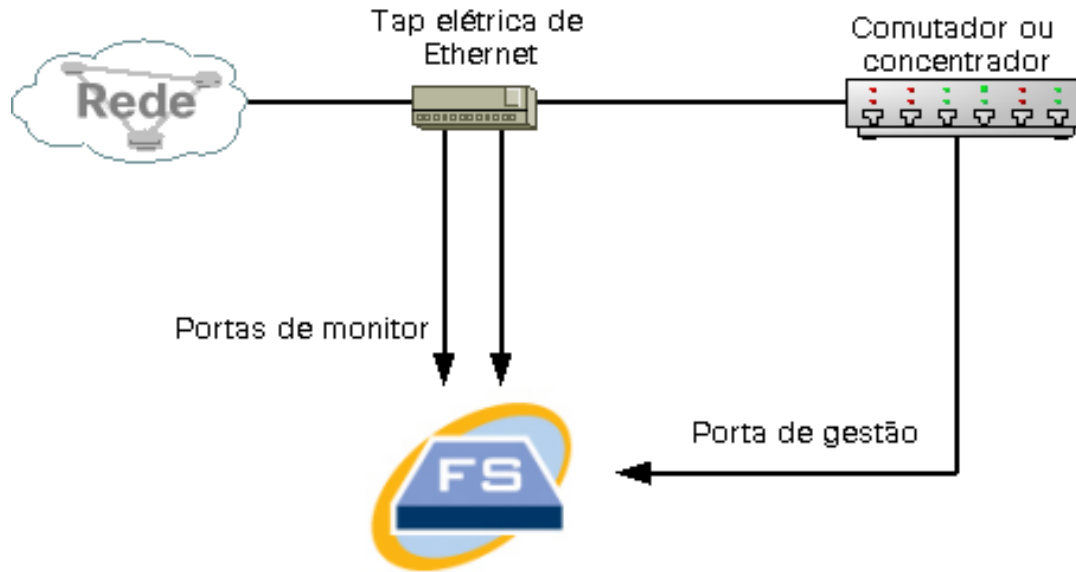 Tap elétrica de
Ethernet
Comutador ou
concentrador
Rede
Portas de monitor
Porta de gestão
FS